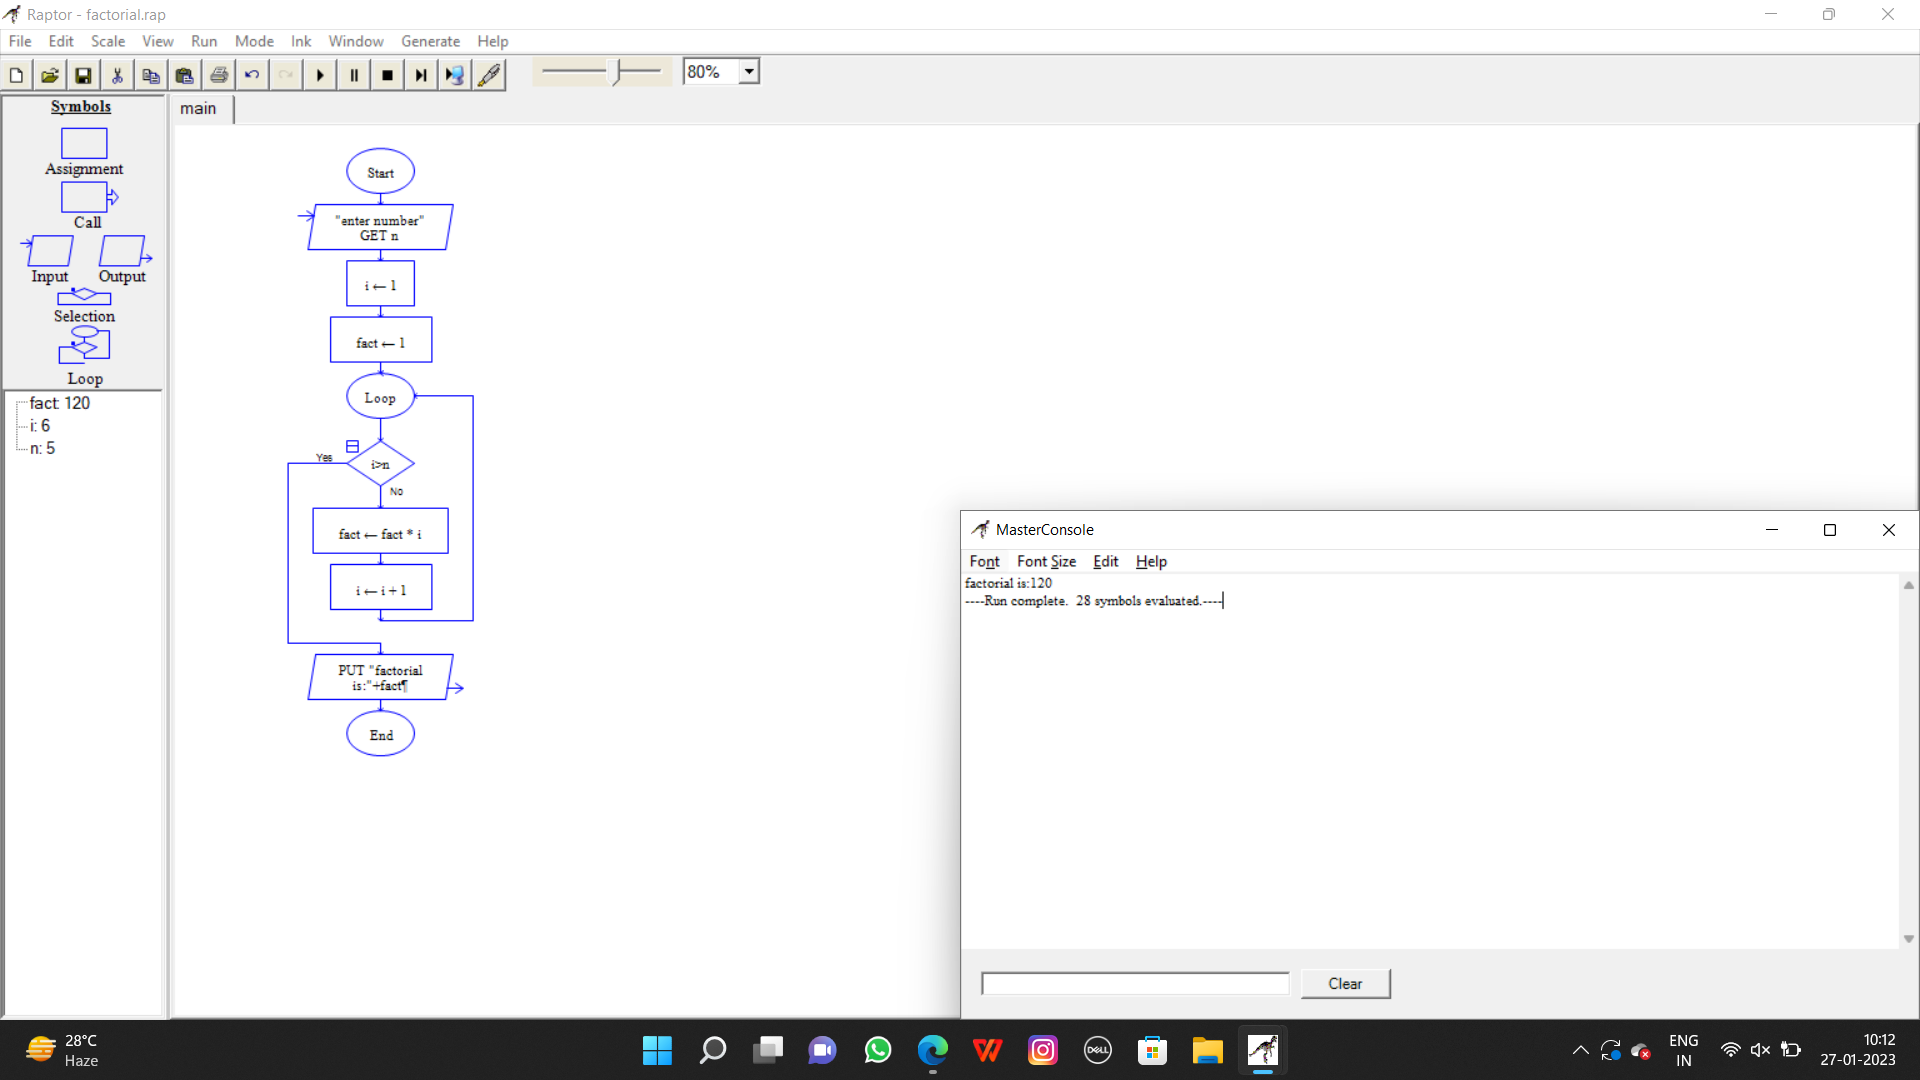 Raptor - factorial.rap
File Edit Scale View Run Mode Ink Window Generate Help
80%
Symbols
Assignment
Call
Input Output
Selection
Loop
fact: 120
i: 6
n: 5
main
Start
"enter number"
GET n
i ← 1
fact ← 1
Loop
Yes
i>n
No
fact ← fact * i
i ← i + 1
PUT "factorial
is:"+fact¶
End
MasterConsole
Font Font Size Edit Help
factorial is:120
----Run complete.  28 symbols evaluated.----
Clear
28°C
Haze
DELL
ENG
IN
10:12
27-01-2023